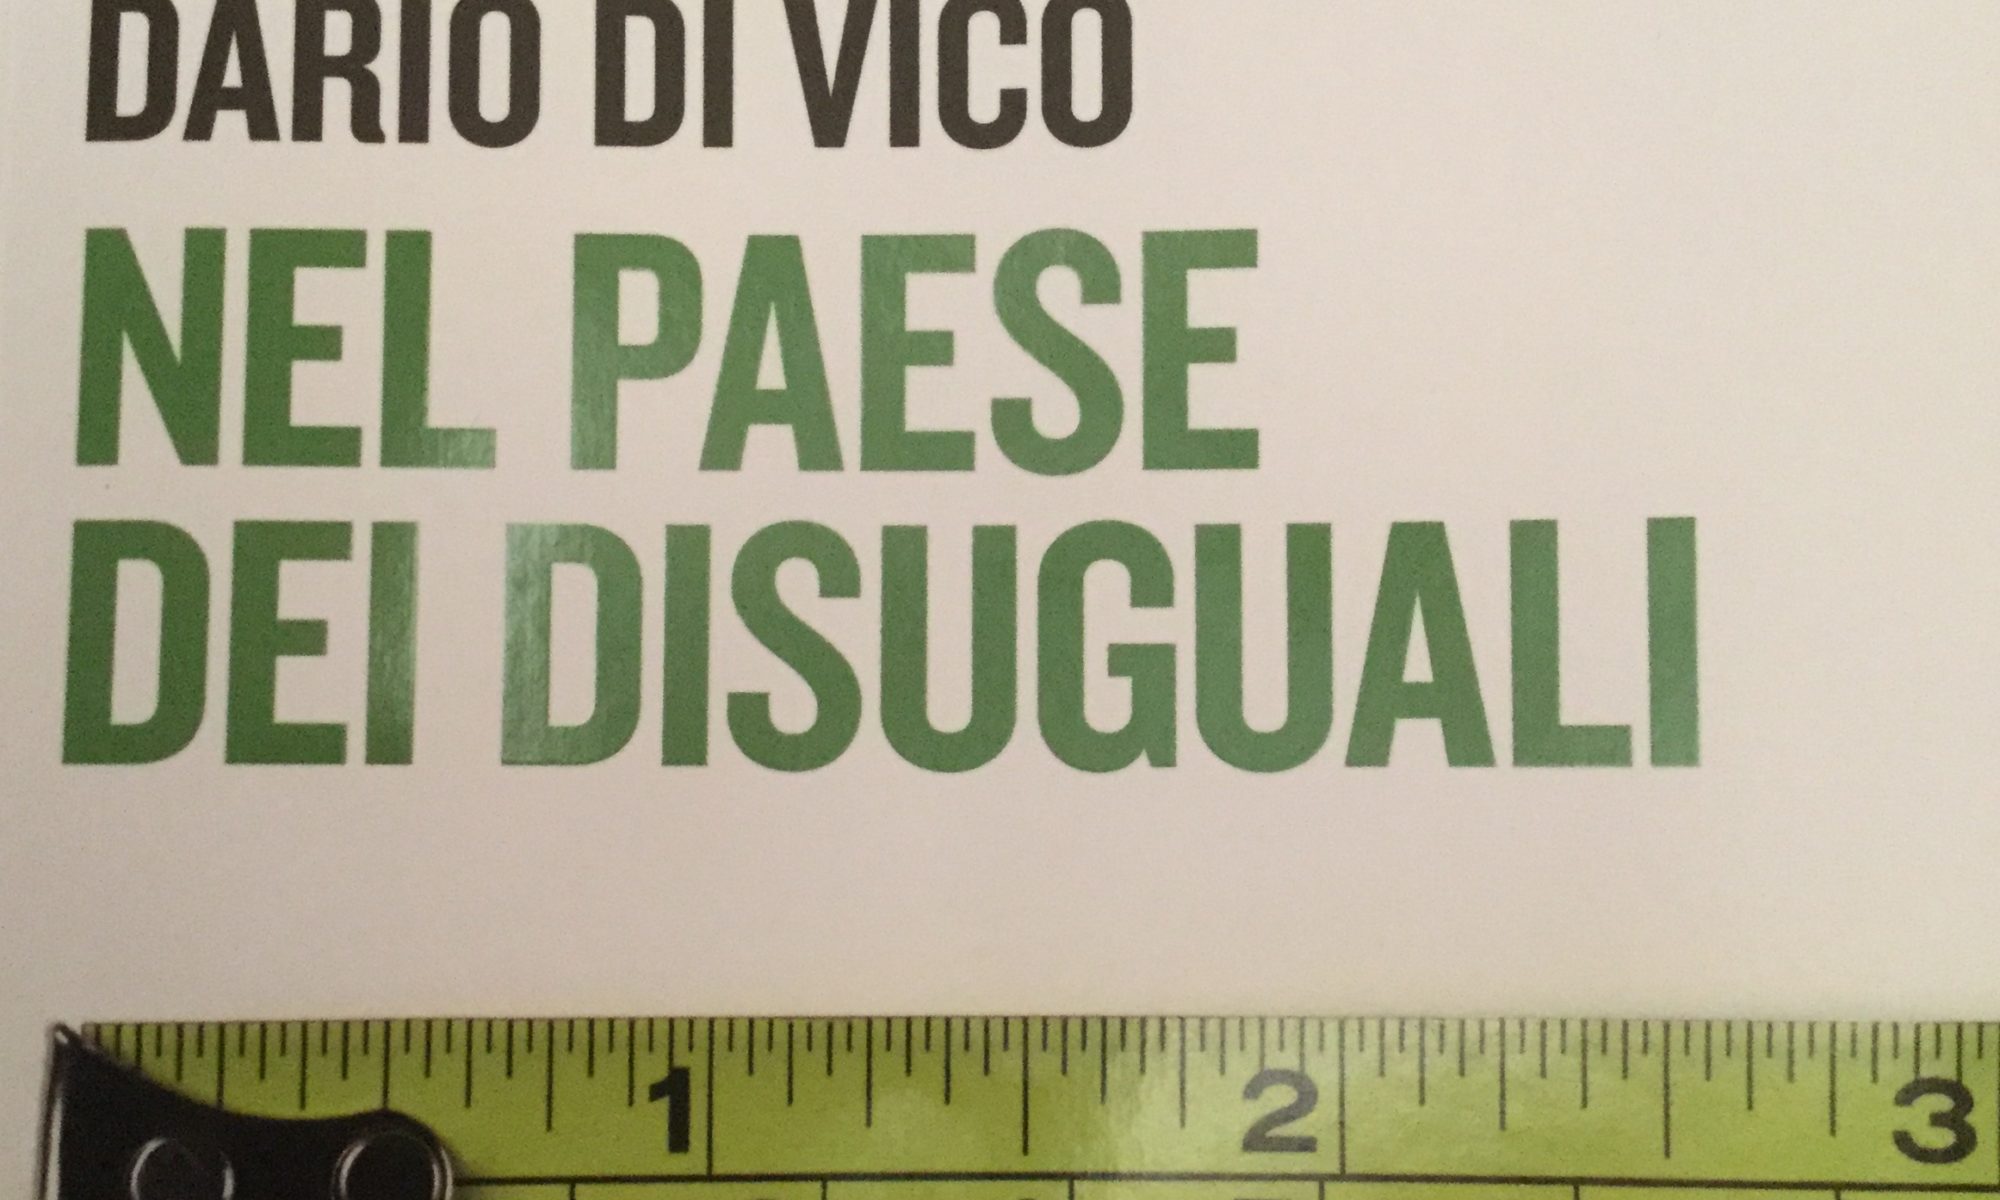 DARIO DI VICO
NEL PAESE
DEI DISUGUALI
1 2 3